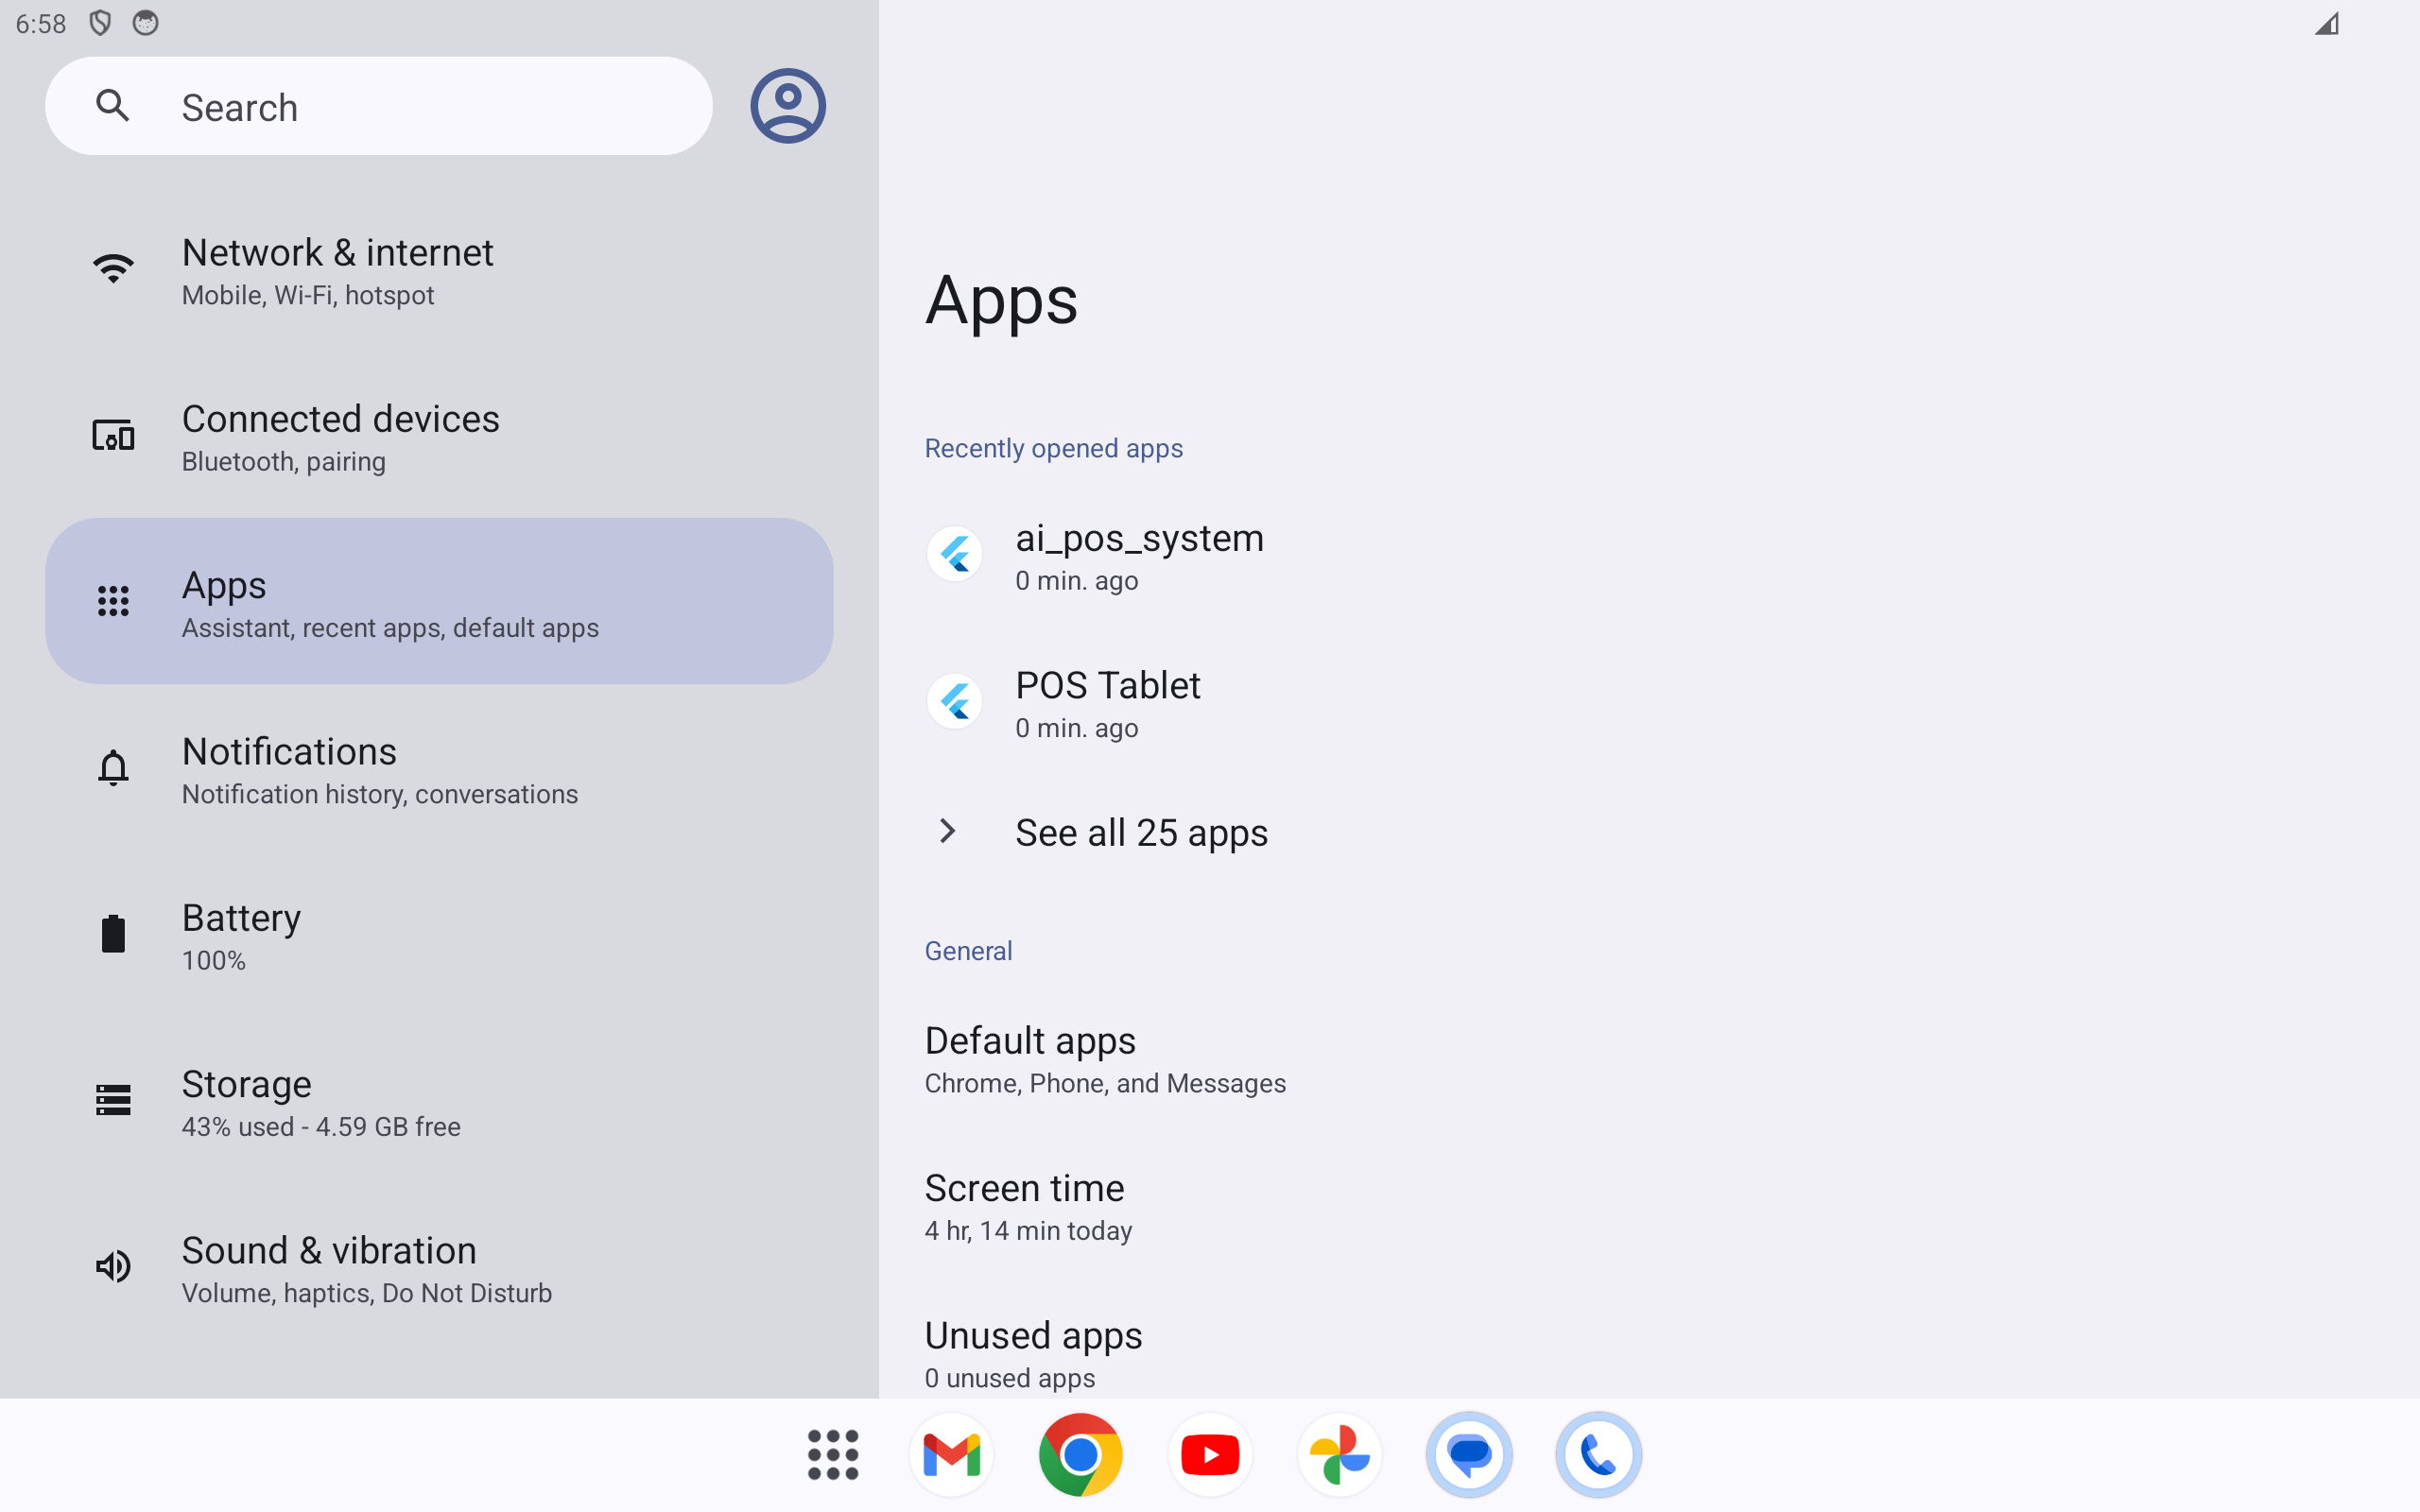 6:58
Search
Network & internet
Mobile, Wi-Fi, hotspot
Connected devices
Bluetooth, pairing
Apps
Assistant, recent apps, default apps
Notifications
Notification history, conversations
Battery
100%
Storage
43% used - 4.59 GB free
Sound & vibration
Volume, haptics, Do Not Disturb
Apps
Recently opened apps
ai_pos_system
0 min. ago
POS Tablet
0 min. ago
See all 25 apps
General
Default apps
Chrome, Phone, and Messages
Screen time
4 hr, 14 min today
Unused apps
0 unused apps